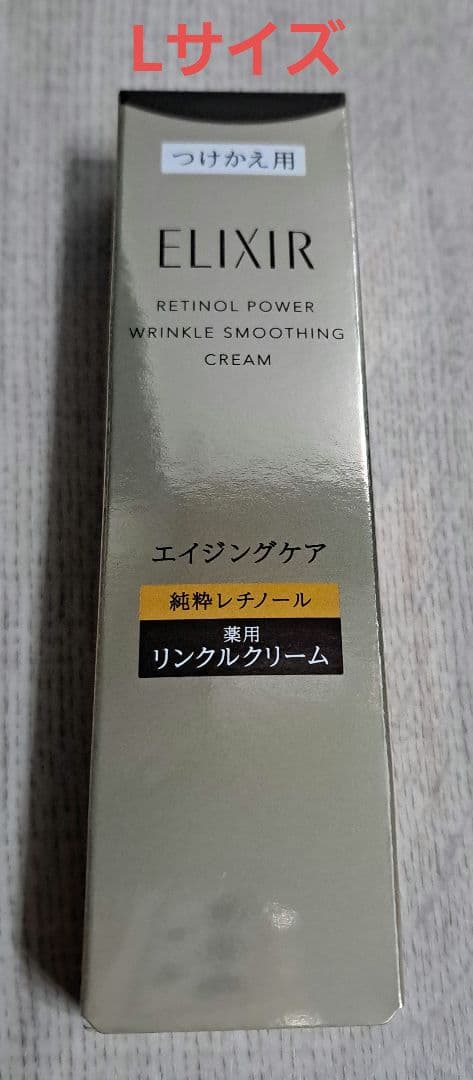 Lサイズ
つけかえ用
ELIXIR
RETINOL POWER
WRINKLE SMOOTHING
CREAM
エイジングケア
純粋レチノール
薬用
リンクルクリーム